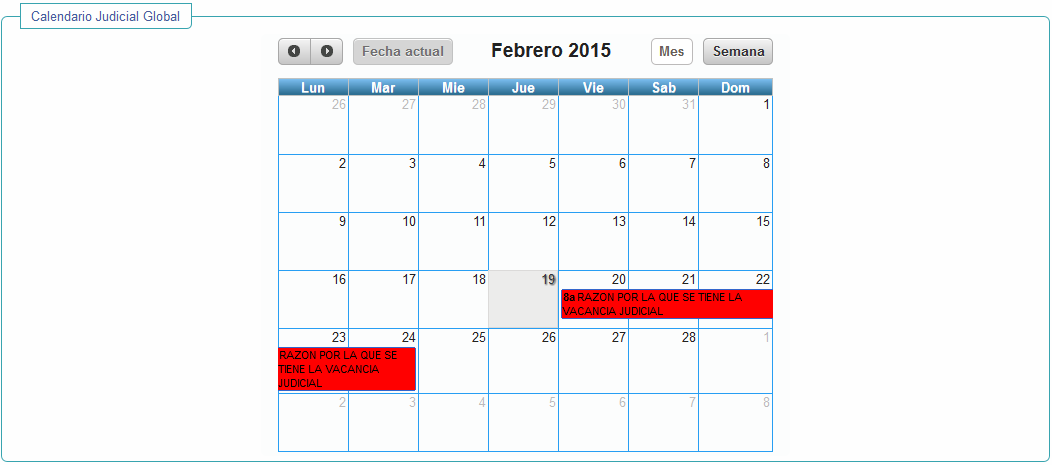 Calendario Judicial Global
Fecha actual Febrero 2015 Mes Semana
Lun Mar Mie Jue Vie Sab Dom
26 27 28 29 30 31 1
2 3 4 5 6 7 8
9 10 11 12 13 14 15
16 17 18 19 20 21 22
8a RAZON POR LA QUE SE TIENE LA
VACANCIA JUDICIAL
23 24 25 26 27 28 1
RAZON POR LA QUE SE
TIENE LA VACANCIA
JUDICIAL
2 3 4 5 6 7 8